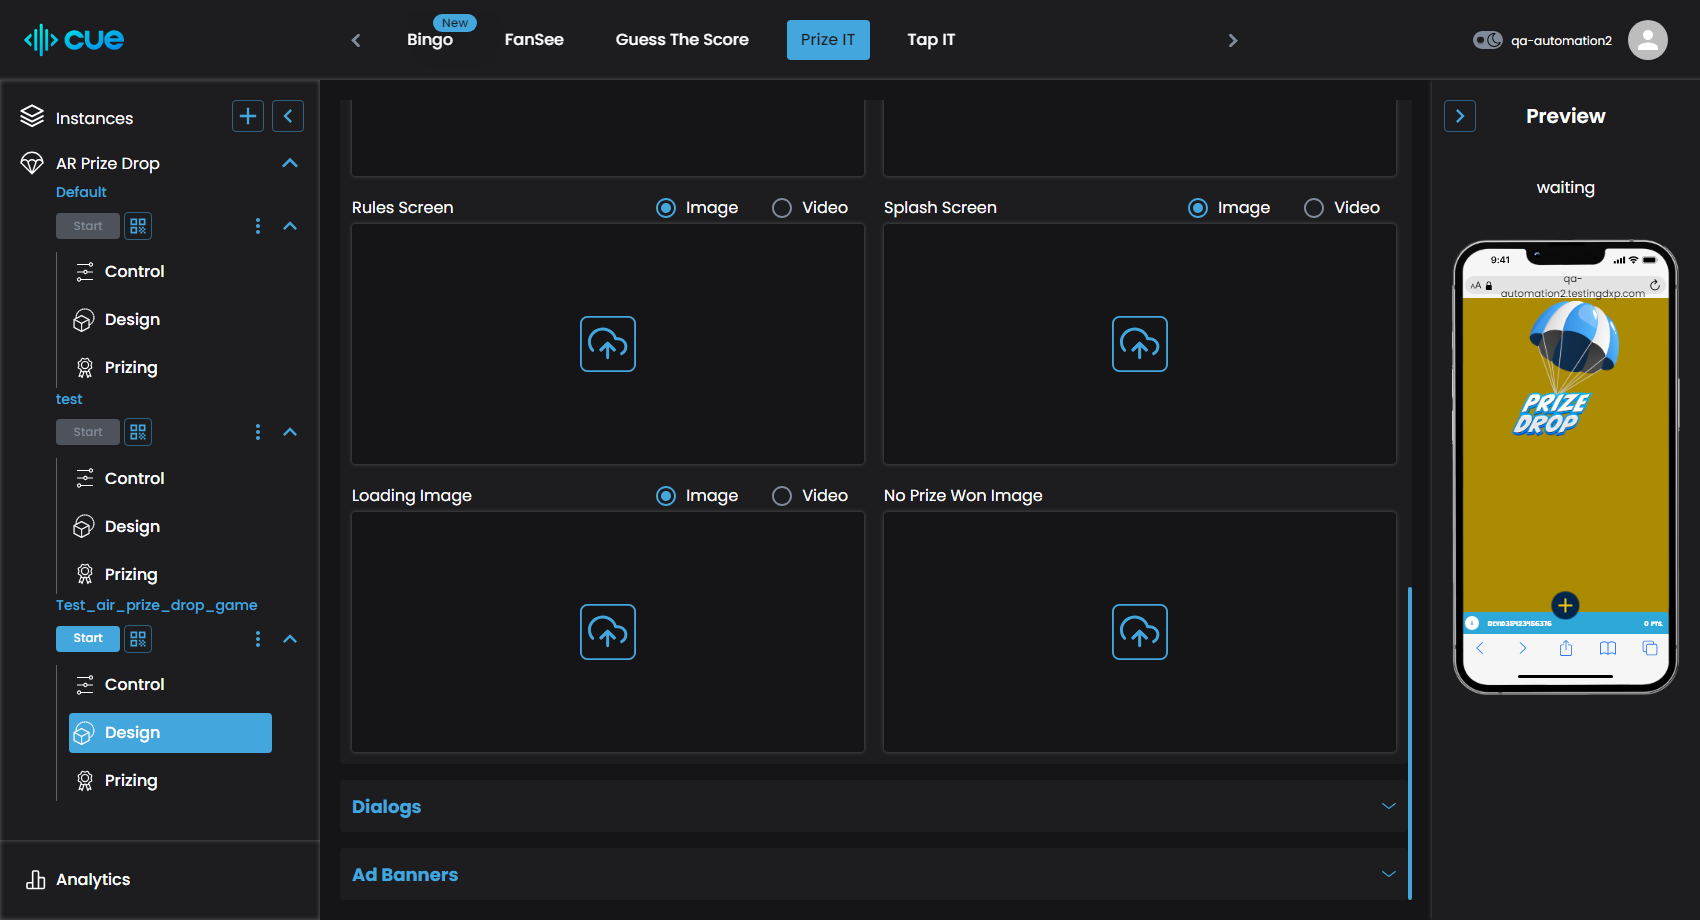 cue
New
Bingo
FanSee
Guess The Score
Prize IT
Tap IT
qa-automation2
Instances
AR Prize Drop
Default
Start
Control
Design
Prizing
test
Start
Control
Design
Prizing
Test_air_prize_drop_game
Start
Control
Design
Prizing
Analytics
Rules Screen
Image
Video
Splash Screen
Image
Video
Loading Image
Image
Video
No Prize Won Image
Dialogs
Ad Banners
Preview
waiting
9:41
AA
qa-
automation2.testingdxp.com
PRIZE
DROP
0 PTS.